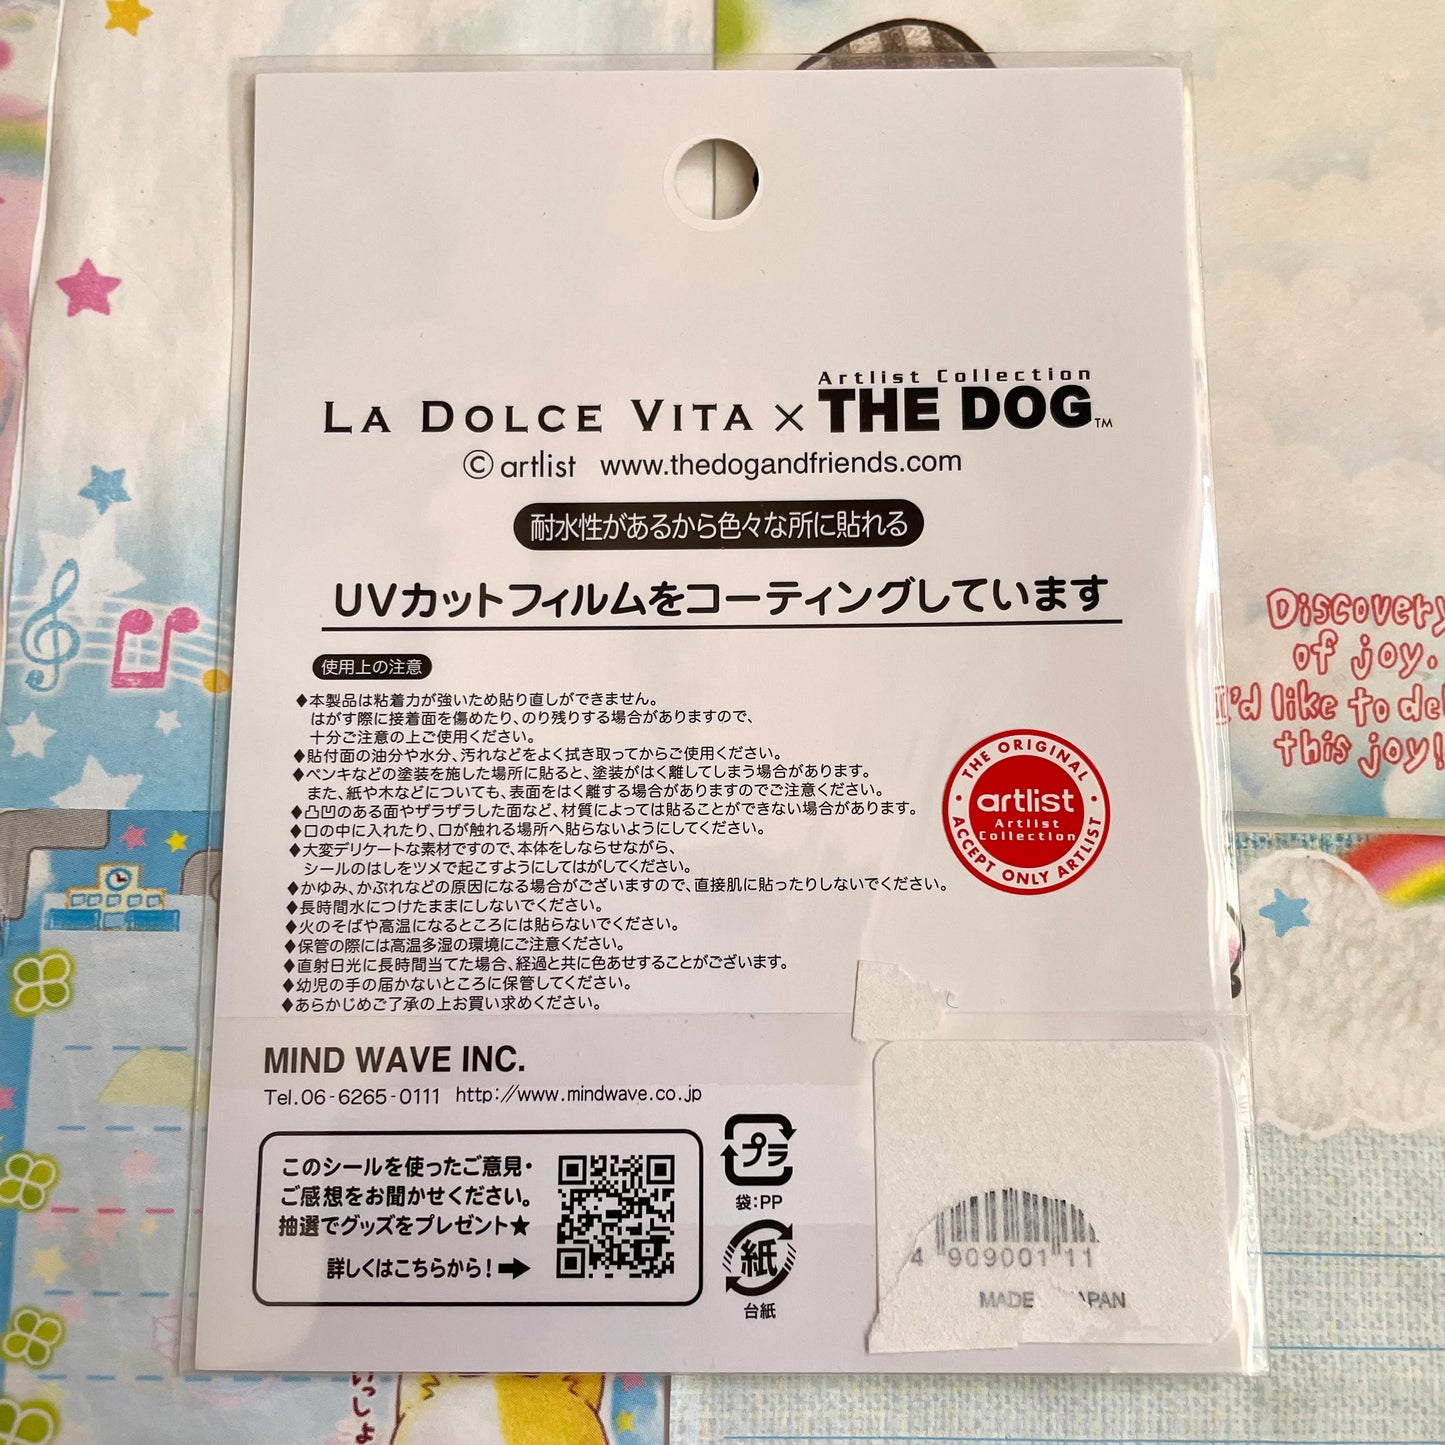 Artlist Collection
LA DOLCE VITA × THE DOG™
© artlist www.thedogandfriends.com
耐水性があるから色々な所に貼れる
UVカットフィルムをコーティングしています
使用上の注意
♦本製品は粘着力が強いため貼り直しができません。
はがす際に接着面を傷めたり、のり残りする場合がありますので、
十分ご注意の上ご使用ください。
♦貼付面の油分や水分、汚れなどをよく拭き取ってからご使用ください。
♦ペンキなどの塗装を施した場所に貼ると、塗装がはく離してしまう場合があります。
また、紙や木などについても、表面をはく離する場合がありますのでご注意ください。
♦凸凹のある面やザラザラした面など、材質によっては貼ることができない場合があります。
♦口の中に入れたり、口が触れる場所へ貼らないようにしてください。
♦大変デリケートな素材ですので、本体をしならせながら、
シールのはしをツメで起こすようにしてはがしてください。
♦かゆみ、かぶれなどの原因になる場合がございますので、直接肌に貼ったりしないでください。
♦長時間水につけたままにしないでください。
♦火のそばや高温になるところには貼らないでください。
♦保管の際には高温多湿の環境にご注意ください。
♦直射日光に長時間当てた場合、経過と共に色あせすることがございます。
♦幼児の手の届かないところに保管してください。
♦あらかじめご了承の上お買い求めください。
THE ORIGINAL
artlist
Artlist
Collection
ACCEPT ONLY ARTLIST
MIND WAVE INC.
Tel.06-6265-0111 http://www.mindwave.co.jp
このシールを使ったご意見・
ご感想をお聞かせください。
抽選でグッズをプレゼント★
詳しくはこちらから!➡
プラ
袋:PP
紙
台紙
4 909001 11
MADE APAN
Discovery
of joy.
I'd like to de
this joy!
いっしょ